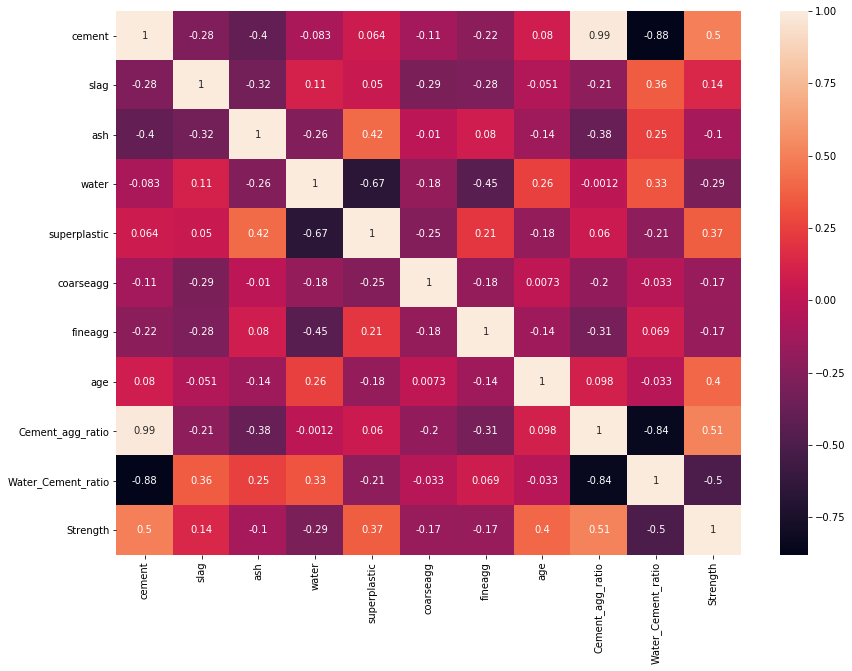 cement 1 -0.28 -0.4 -0.083 0.064 -0.11 -0.22 0.08 0.99 -0.88 0.5
slag -0.28 1 -0.32 0.11 0.05 -0.29 -0.28 -0.051 -0.21 0.36 0.14
ash -0.4 -0.32 1 -0.26 0.42 -0.01 0.08 -0.14 -0.38 0.25 -0.1
water -0.083 0.11 -0.26 1 -0.67 -0.18 -0.45 0.26 -0.0012 0.33 -0.29
superplastic 0.064 0.05 0.42 -0.67 1 -0.25 0.21 -0.18 0.06 -0.21 0.37
coarseagg -0.11 -0.29 -0.01 -0.18 -0.25 1 -0.18 0.0073 -0.2 -0.033 -0.17
fineagg -0.22 -0.28 0.08 -0.45 0.21 -0.18 1 -0.14 -0.31 0.069 -0.17
age 0.08 -0.051 -0.14 0.26 -0.18 0.0073 -0.14 1 0.098 -0.033 0.4
Cement_agg_ratio 0.99 -0.21 -0.38 -0.0012 0.06 -0.2 -0.31 0.098 1 -0.84 0.51
Water_Cement_ratio -0.88 0.36 0.25 0.33 -0.21 -0.033 0.069 -0.033 -0.84 1 -0.5
Strength 0.5 0.14 -0.1 -0.29 0.37 -0.17 -0.17 0.4 0.51 -0.5 1
cement
slag
ash
water
superplastic
coarseagg
fineagg
age
Cement_agg_ratio
Water_Cement_ratio
Strength
1.00
0.75
0.50
0.25
0.00
−0.25
−0.50
−0.75